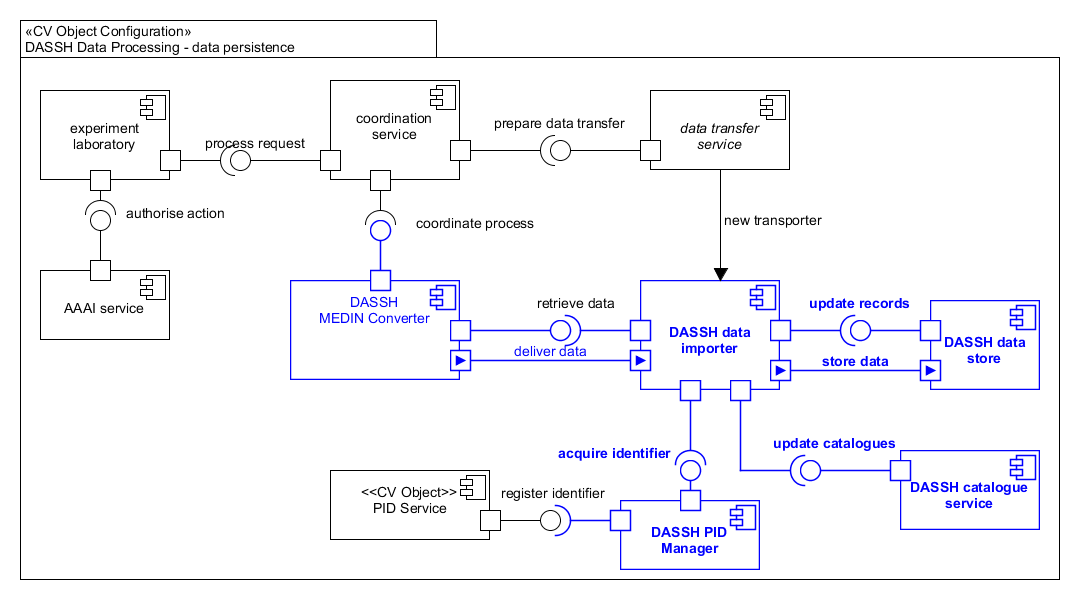 «CV Object Configuration»
DASSH Data Processing - data persistence
experiment
laboratory
process request
coordination
service
prepare data transfer
data transfer
service
authorise action
coordinate process
new transporter
AAAI service
DASSH
MEDIN Converter
retrieve data
deliver data
DASSH data
importer
update records
store data
DASSH data
store
acquire identifier
update catalogues
<<CV Object>>
PID Service
register identifier
DASSH PID
Manager
DASSH catalogue
service